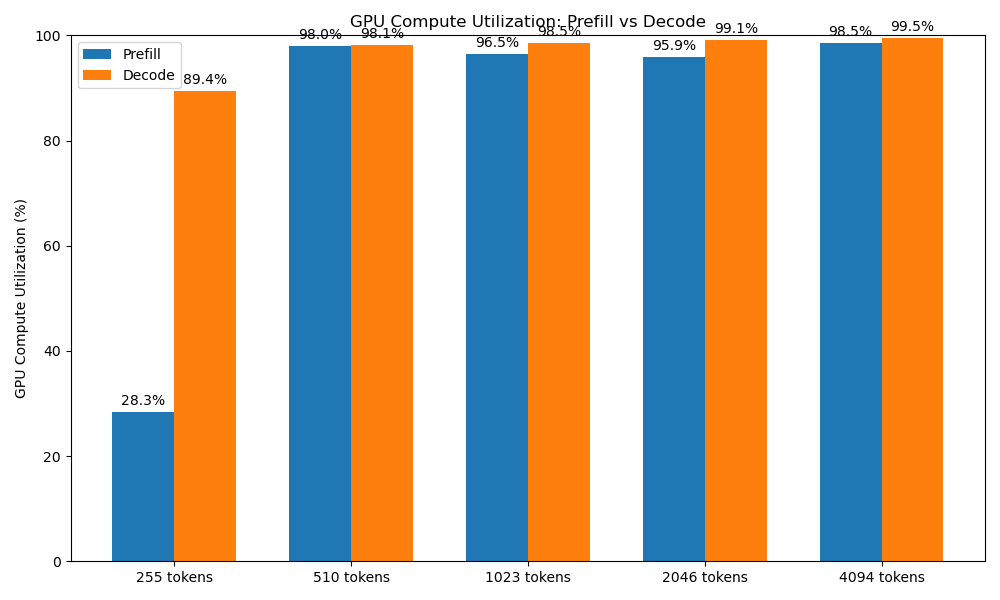 GPU Compute Utilization: Prefill vs Decode
GPU Compute Utilization (%)
100
80
60
40
20
0
Prefill
Decode
28.3%
89.4%
98.0%
98.1%
96.5%
98.5%
95.9%
99.1%
98.5%
99.5%
255 tokens
510 tokens
1023 tokens
2046 tokens
4094 tokens